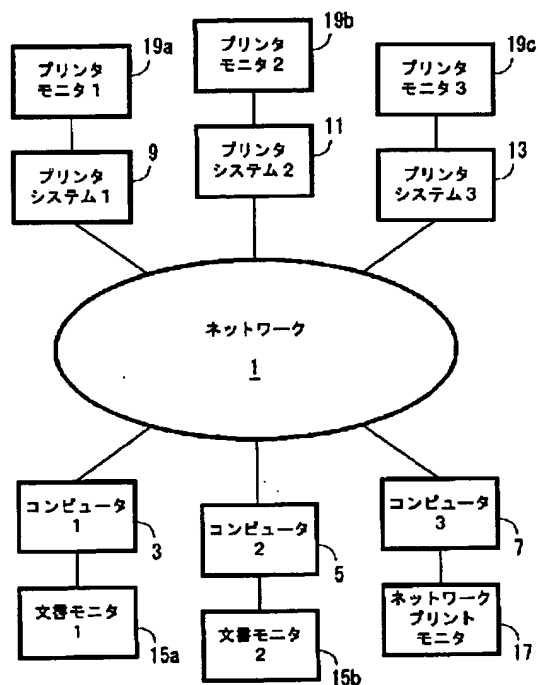 19a
19b
19c
プリンタ
モニタ1
プリンタ
モニタ2
プリンタ
モニタ3
9
11
13
プリンタ
システム1
プリンタ
システム2
プリンタ
システム3
ネットワーク
1
コンピュータ
1
コンピュータ
2
コンピュータ
3
3
5
7
文書モニタ
1
文書モニタ
2
ネットワーク
プリント
モニタ
15a
15b
17